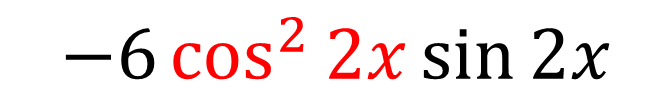 −6 cos² 2x sin 2x